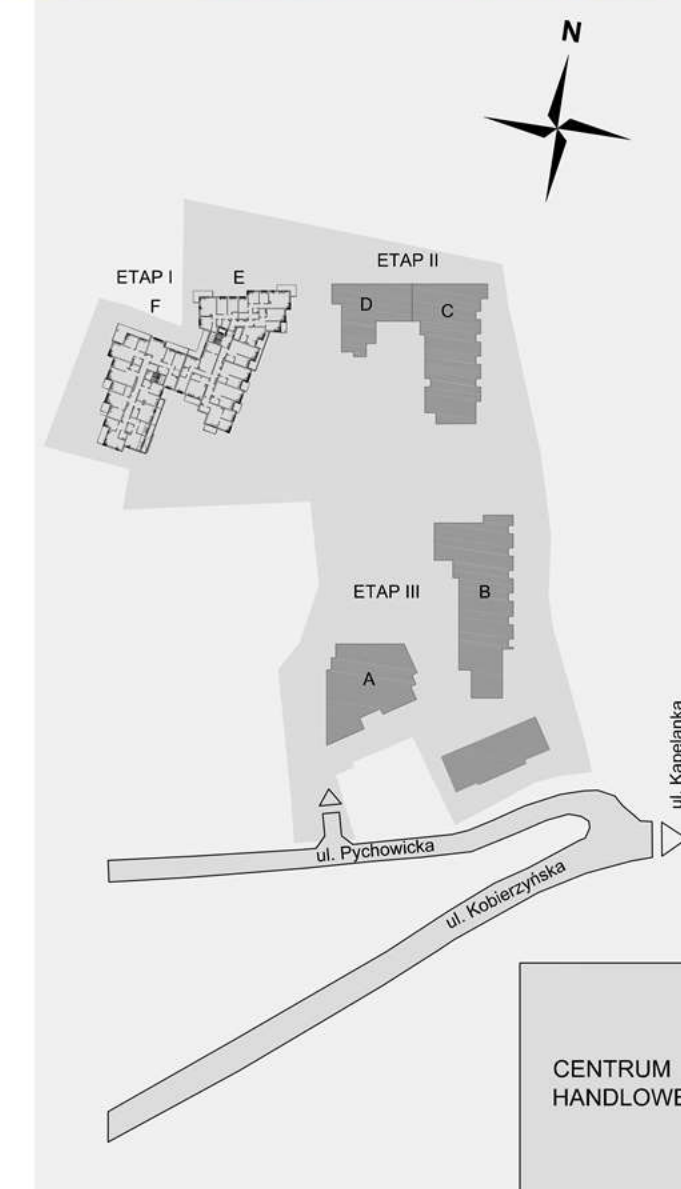 N
ETAP II
ETAP I
E
F
D
C
ETAP III
B
A
ul. Kapelanka
ul. Pychowicka
ul. Kobierzyńska
CENTRUM
HANDLOWE